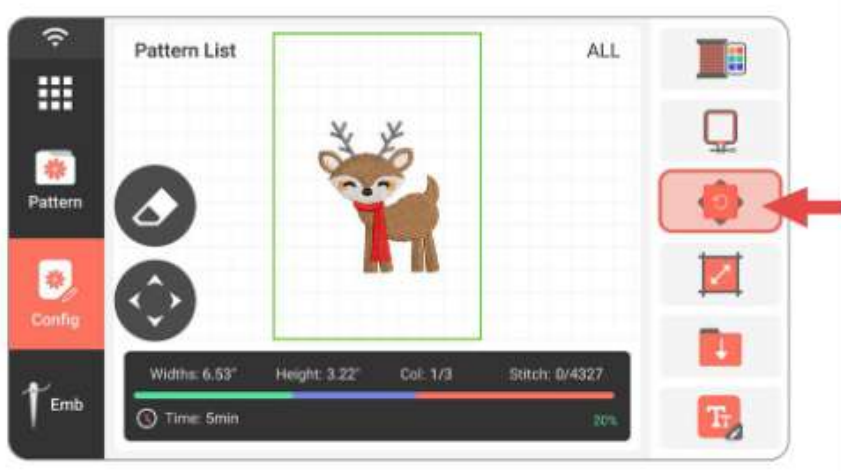 Pattern List
ALL
Pattern
Config
Emb
Widths: 6.53"
Height: 3.22"
Col: 1/3
Stitch: 0/4327
Time: 5min
20%
Tт